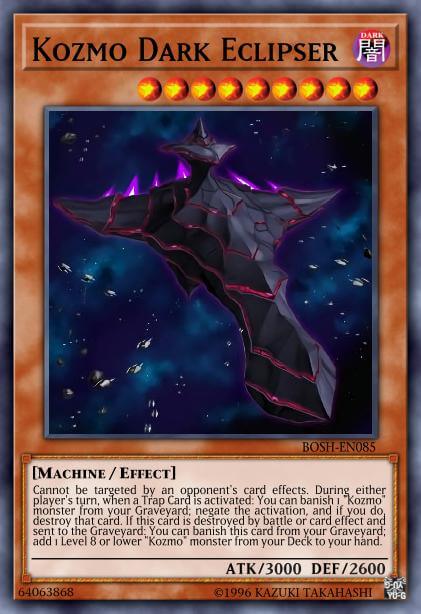 KOZMO DARK ECLIPSER
DARK
闇
BOSH-EN085
[MACHINE / EFFECT]
Cannot be targeted by an opponent's card effects. During either
player's turn, when a Trap Card is activated: You can banish 1 "Kozmo"
monster from your Graveyard; negate the activation, and if you do,
destroy that card. If this card is destroyed by battle or card effect and
sent to the Graveyard: You can banish this card from your Graveyard;
add 1 Level 8 or lower "Kozmo" monster from your Deck to your hand.
ATK/3000 DEF/2600
64063868
©1996 KAZUKI TAKAHASHI